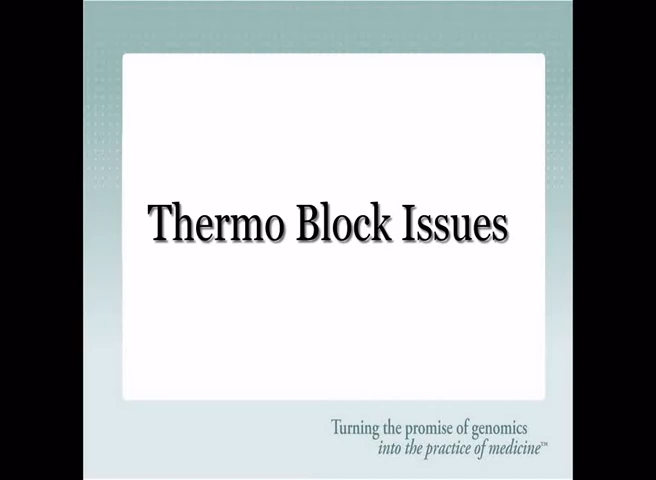 Thermo Block Issues
Turning the promise of genomics
into the practice of medicine™